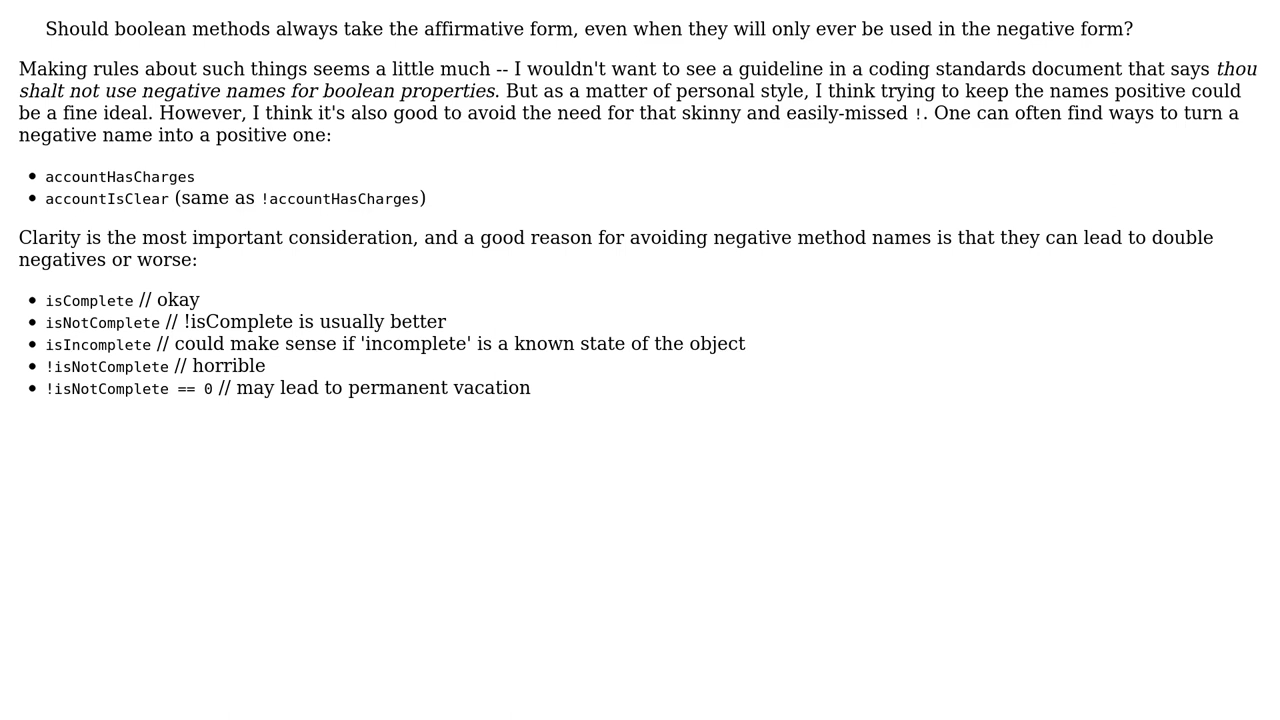 Should boolean methods always take the affirmative form, even when they will only ever be used in the negative form?
Making rules about such things seems a little much -- I wouldn't want to see a guideline in a coding standards document that says thou
shalt not use negative names for boolean properties. But as a matter of personal style, I think trying to keep the names positive could
be a fine ideal. However, I think it's also good to avoid the need for that skinny and easily-missed !. One can often find ways to turn a
negative name into a positive one:
• accountHasCharges
• accountIsClear (same as !accountHasCharges)
Clarity is the most important consideration, and a good reason for avoiding negative method names is that they can lead to double
negatives or worse:
• isComplete // okay
• isNotComplete // !isComplete is usually better
• isIncomplete // could make sense if 'incomplete' is a known state of the object
• !isNotComplete // horrible
• !isNotComplete == 0 // may lead to permanent vacation